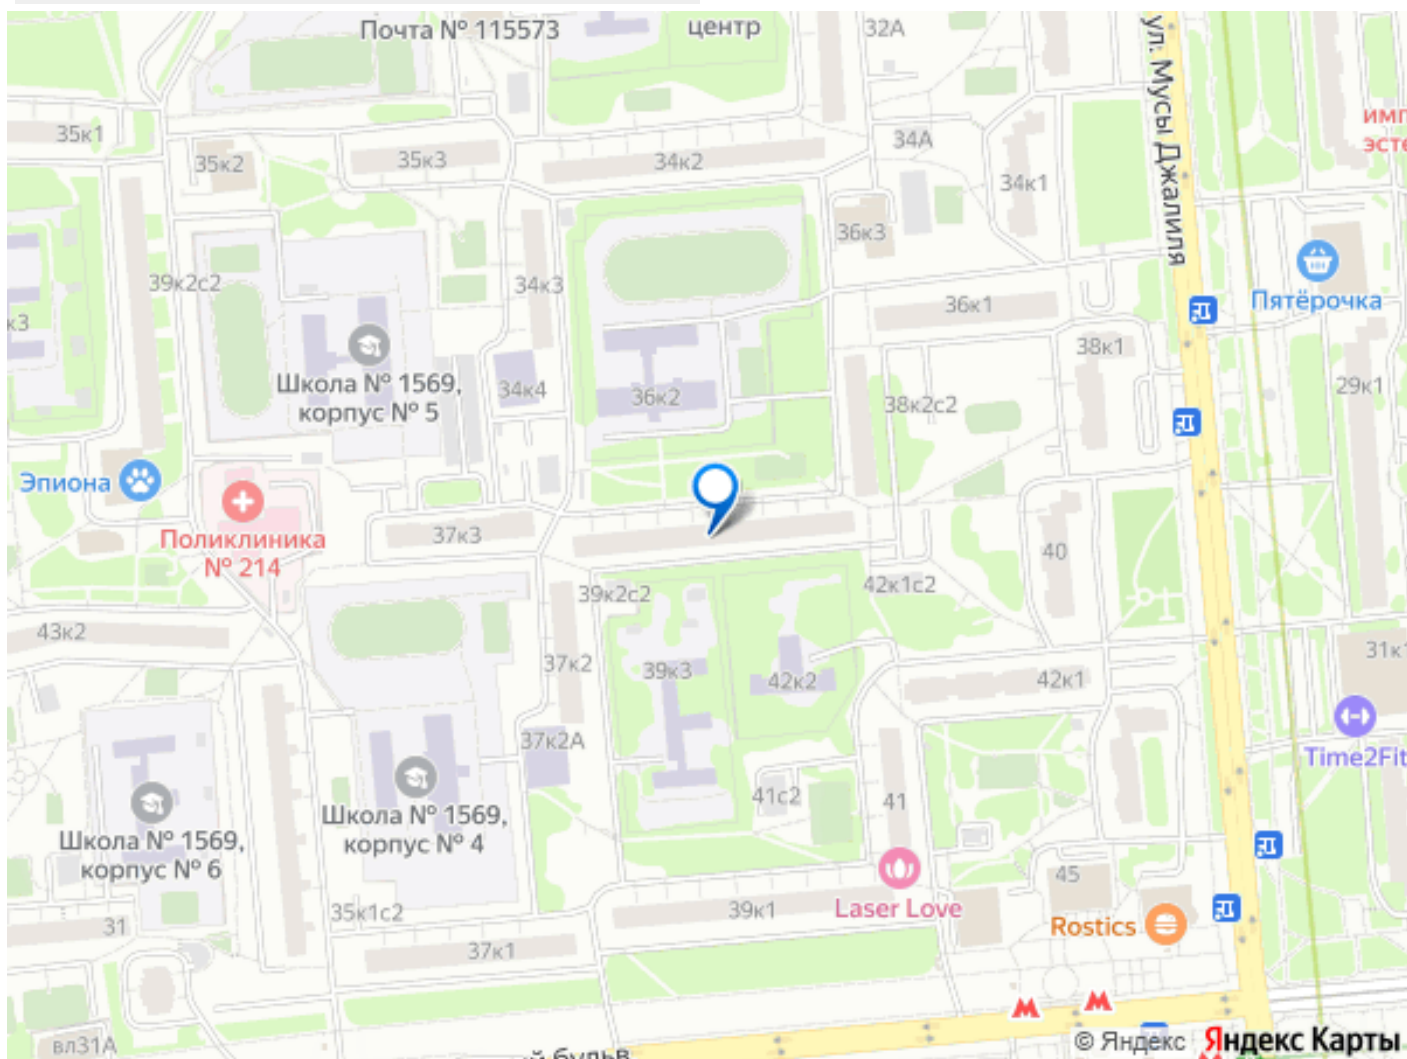 Почта № 115573
центр
32А
ул. Мусы Джалиля
35к1
35к2
35к3
34к2
34А
34к1
36к3
39к2с2
34к3
36к1
Пятёрочка
к3
Школа № 1569,
корпус № 5
34к4
36к2
38к2с2
38к1
29к1
Эпиона
Поликлиника
№ 214
37к3
40
39к2с2
42к1с2
43к2
37к2
39к3
42к2
42к1
31к1
37к2А
Time2Fit
41с2
41
Школа № 1569,
корпус № 6
Школа № 1569,
корпус № 4
45
Laser Love
Rostics
31
35к1с2
39к1
37к1
вл31А
© Яндекс Яндекс Карты